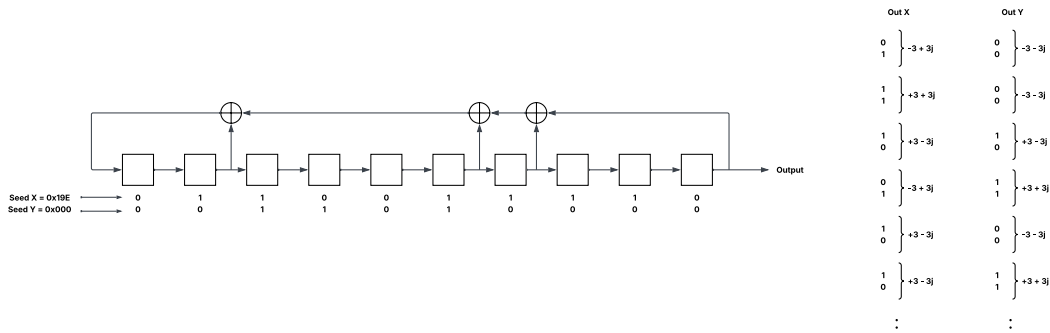 Output
Seed X = 0x19E 0 1 1 0 0 1 1 1 1 0
Seed Y = 0x000 0 0 1 1 0 1 0 1 0 0
Out X
0
1
-3 + 3j
1
1
+3 + 3j
1
0
+3 - 3j
0
1
-3 + 3j
1
0
+3 - 3j
1
0
+3 - 3j
Out Y
0
0
-3 - 3j
0
0
-3 - 3j
1
0
+3 - 3j
1
1
+3 + 3j
0
0
-3 - 3j
1
1
+3 + 3j